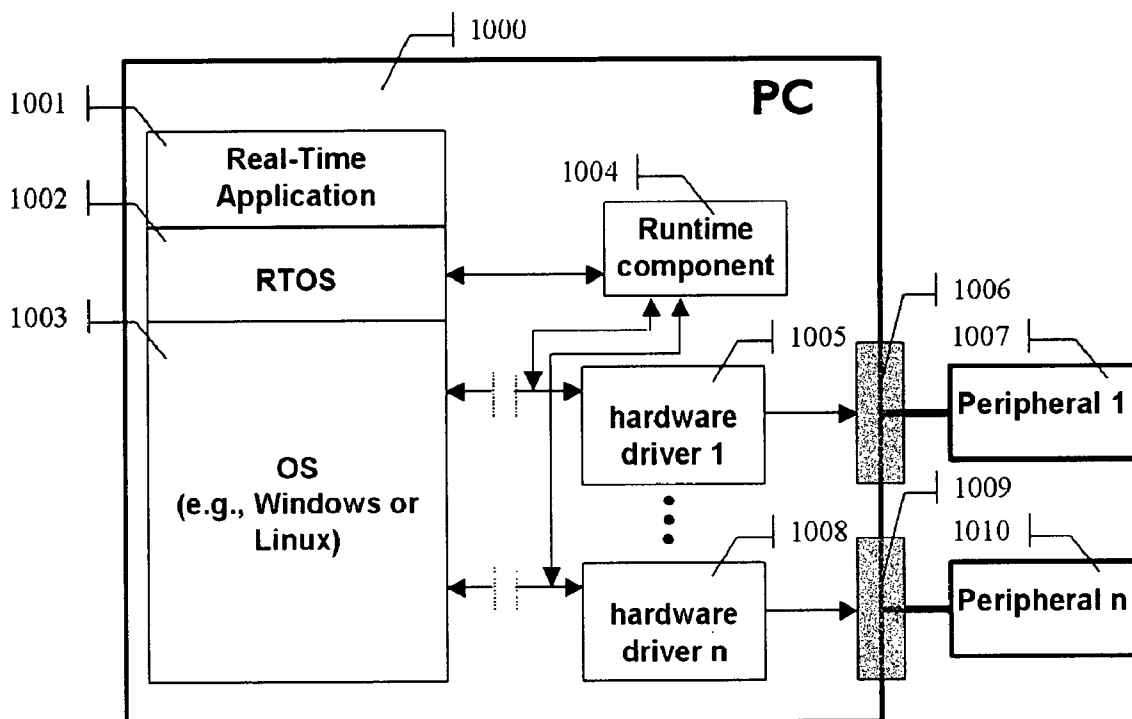 1000
PC
1001
Real-Time
Application
1002
1004
Runtime
component
RTOS
1003
1006
1005
1007
hardware
driver 1
Peripheral 1
OS
(e.g., Windows or
Linux)
1009
1008
1010
hardware
driver n
Peripheral n